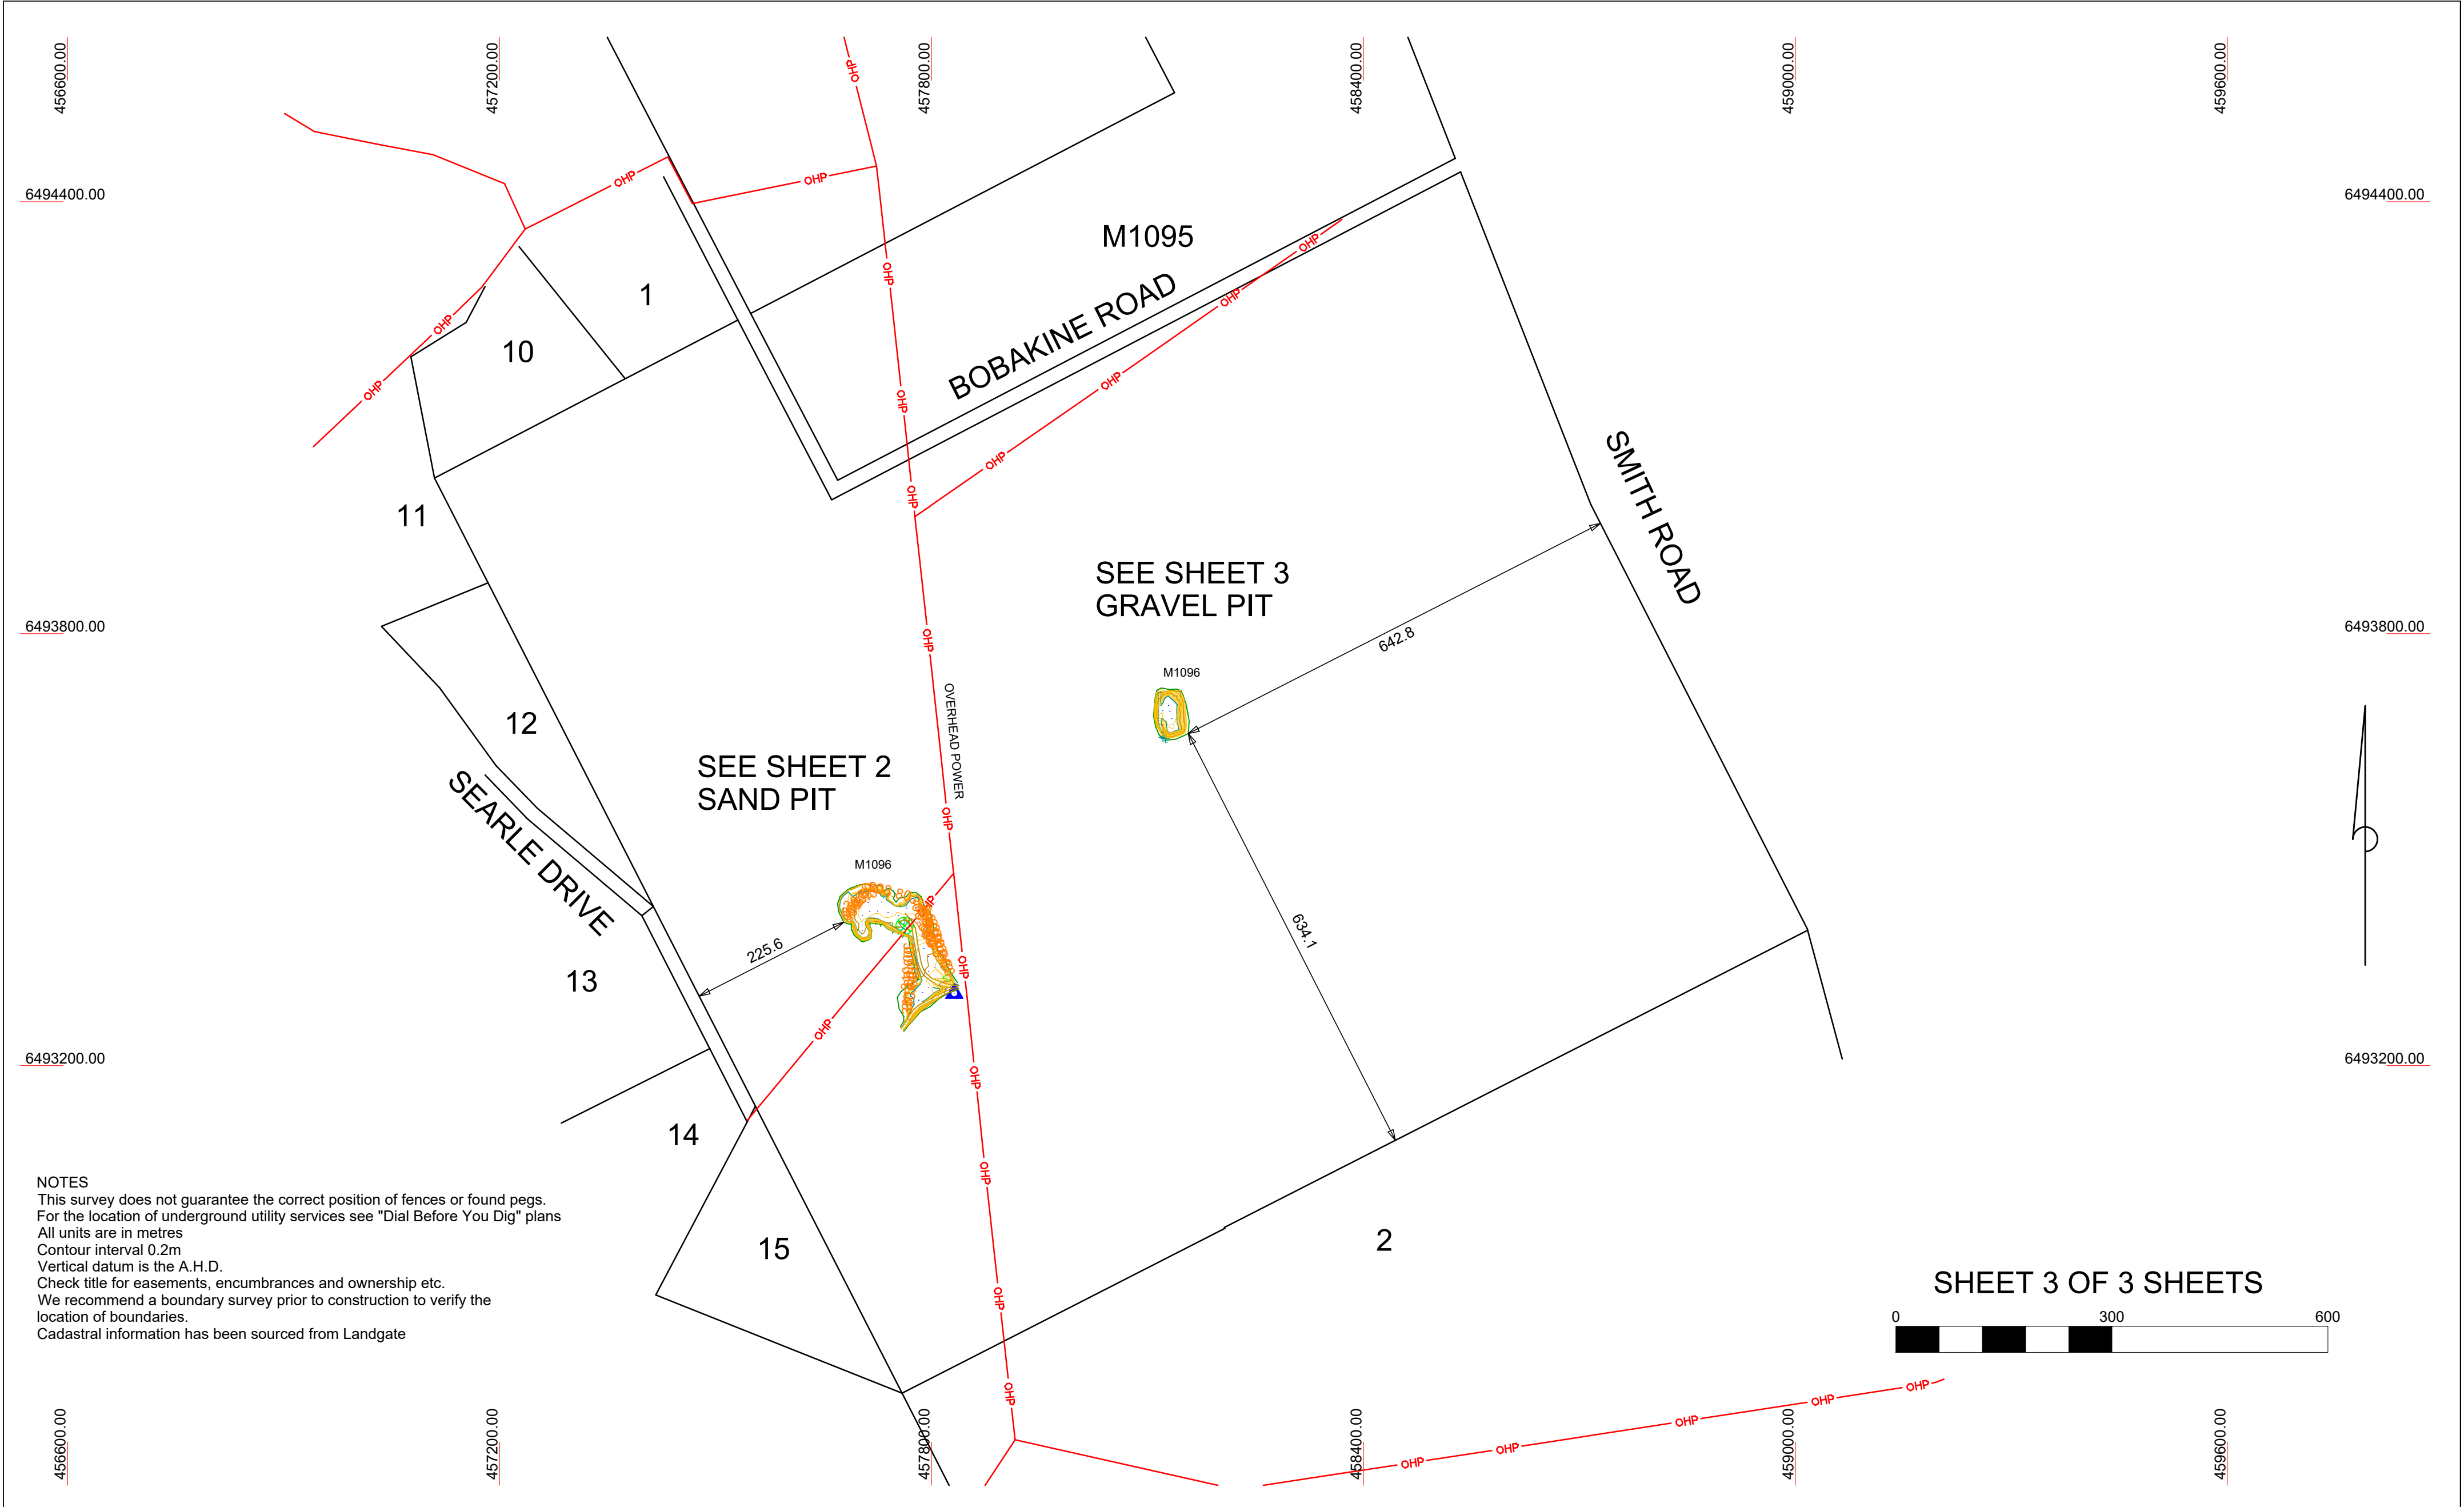 456600.00
457200.00
457800.00
458400.00
459000.00
459600.00
OHP
OHP
OHP
6494400.00
6494400.00
M1095
OHP
OHP
1
OHP
OHP
10
BOBAKINE ROAD
OHP
OHP
OHP
OHP
OHP
11
SMITH ROAD
SEE SHEET 3
GRAVEL PIT
6493800.00
6493800.00
OHP
642.8
M1096
12
OVERHEAD POWER
SEE SHEET 2
SAND PIT
OHP
SEARLE DRIVE
M1096
634.1
225.6
OHP
13
OHP
6493200.00
6493200.00
OHP
14
OHP
NOTES
This survey does not guarantee the correct position of fences or found pegs.
For the location of underground utility services see "Dial Before You Dig" plans
All units are in metres
Contour interval 0.2m
Vertical datum is the A.H.D.
Check title for easements, encumbrances and ownership etc.
We recommend a boundary survey prior to construction to verify the
location of boundaries.
Cadastral information has been sourced from Landgate
15
2
OHP
SHEET 3 OF 3 SHEETS
0 300 600
OHP
OHP
OHP
OHP
OHP
OHP
456600.00
457200.00
457800.00
458400.00
459000.00
459600.00